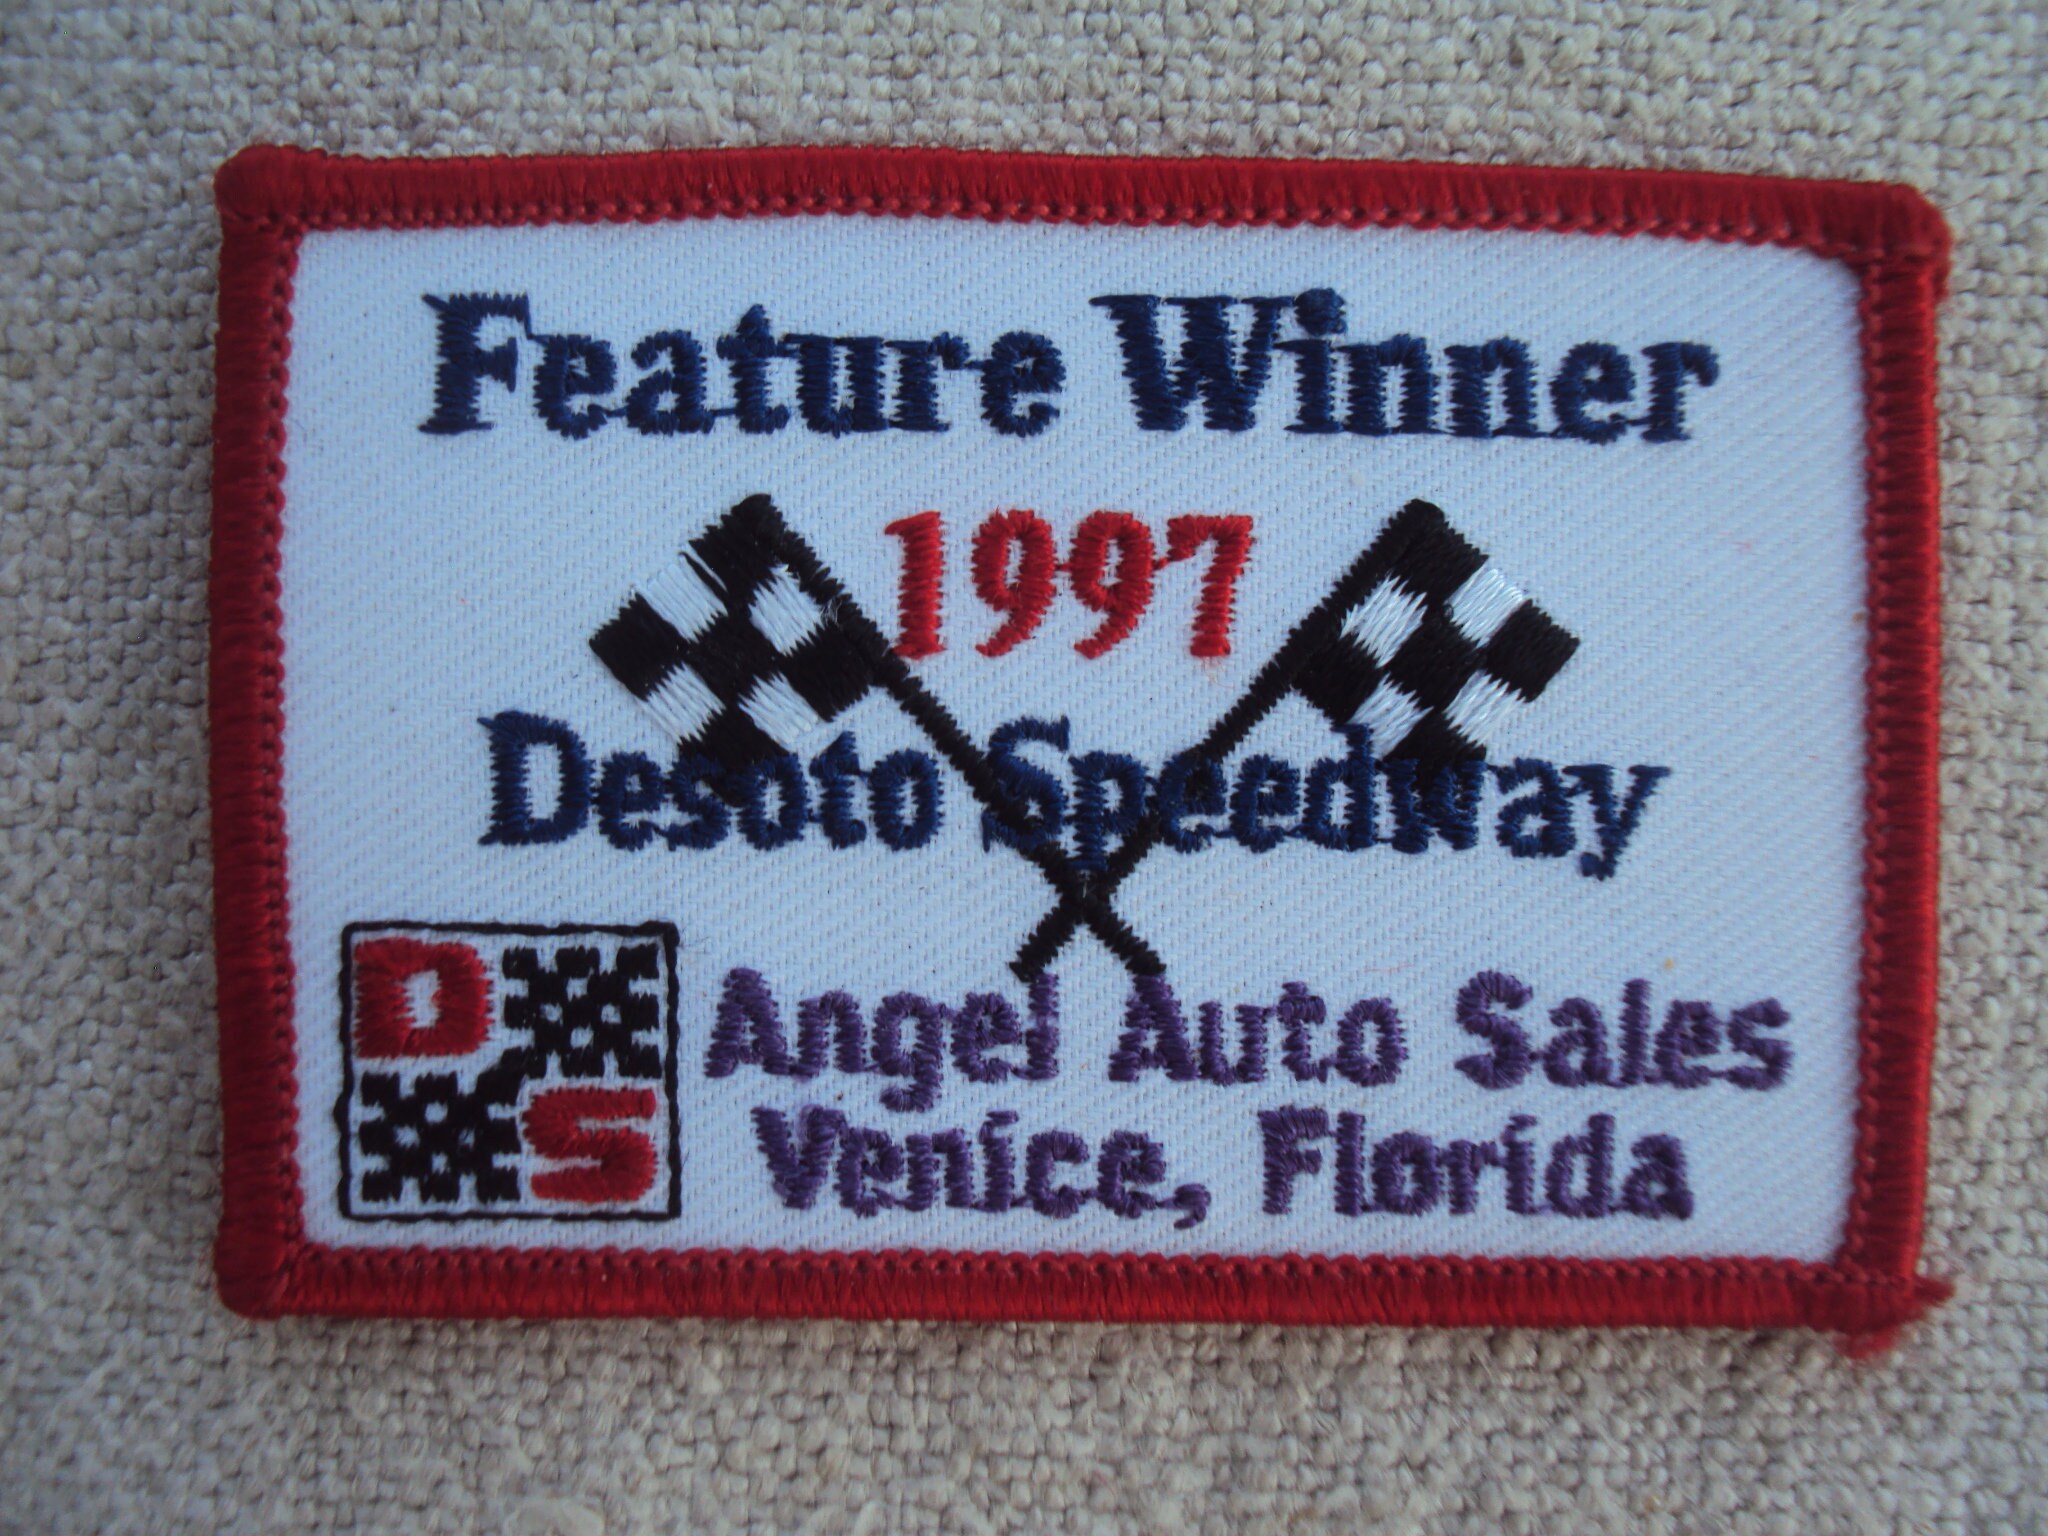 Feature Winner
1997
Desoto Speedway
D
S
Angel Auto Sales
Venice, Florida